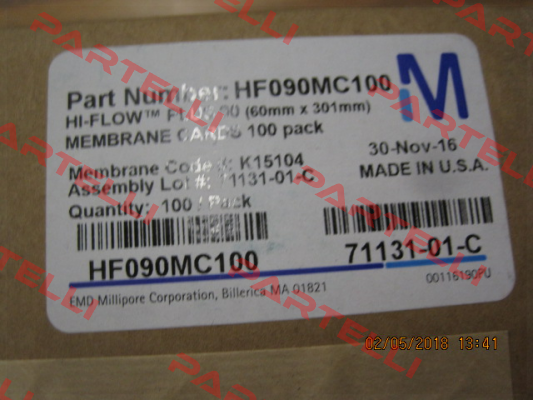 Part Number: HF090MC100
HI-FLOW™ (60mm x 301mm)
MEMBRANE CARDS 100 pack
30-Nov-16
Membrane Code #: K15104
MADE IN U.S.A.
Assembly Lot #: 71131-01-C
Quantity: 100 / Pack
HF090MC100
71131-01-C
00116190PU
EMD Millipore Corporation, Billerica MA 01821
02/05/2018 13:41
PARTELLI
PARTELLI
PARTELLI
PARTELLI
PARTELLI